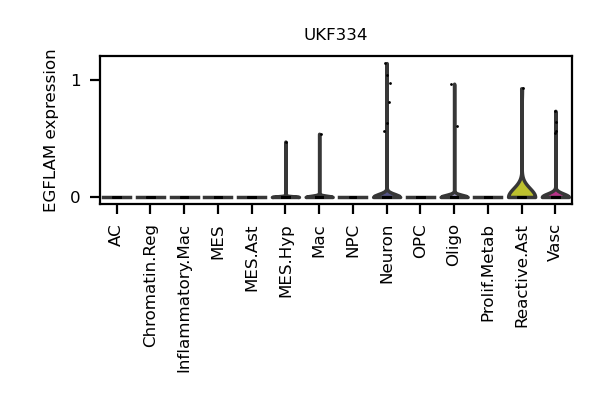 UKF334
EGFLAM expression
1
0
AC
Chromatin.Reg
Inflammatory.Mac
MES
MES.Ast
MES.Hyp
Mac
NPC
Neuron
OPC
Oligo
Prolif.Metab
Reactive.Ast
Vasc